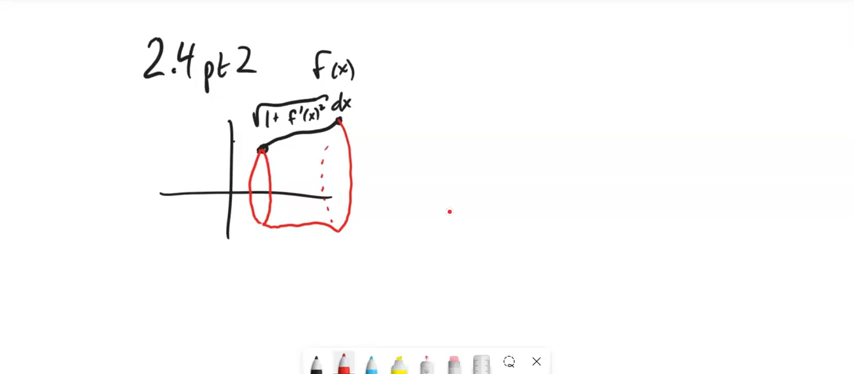 2.4 pt 2
f(x)
√1 + f'(x)² dx